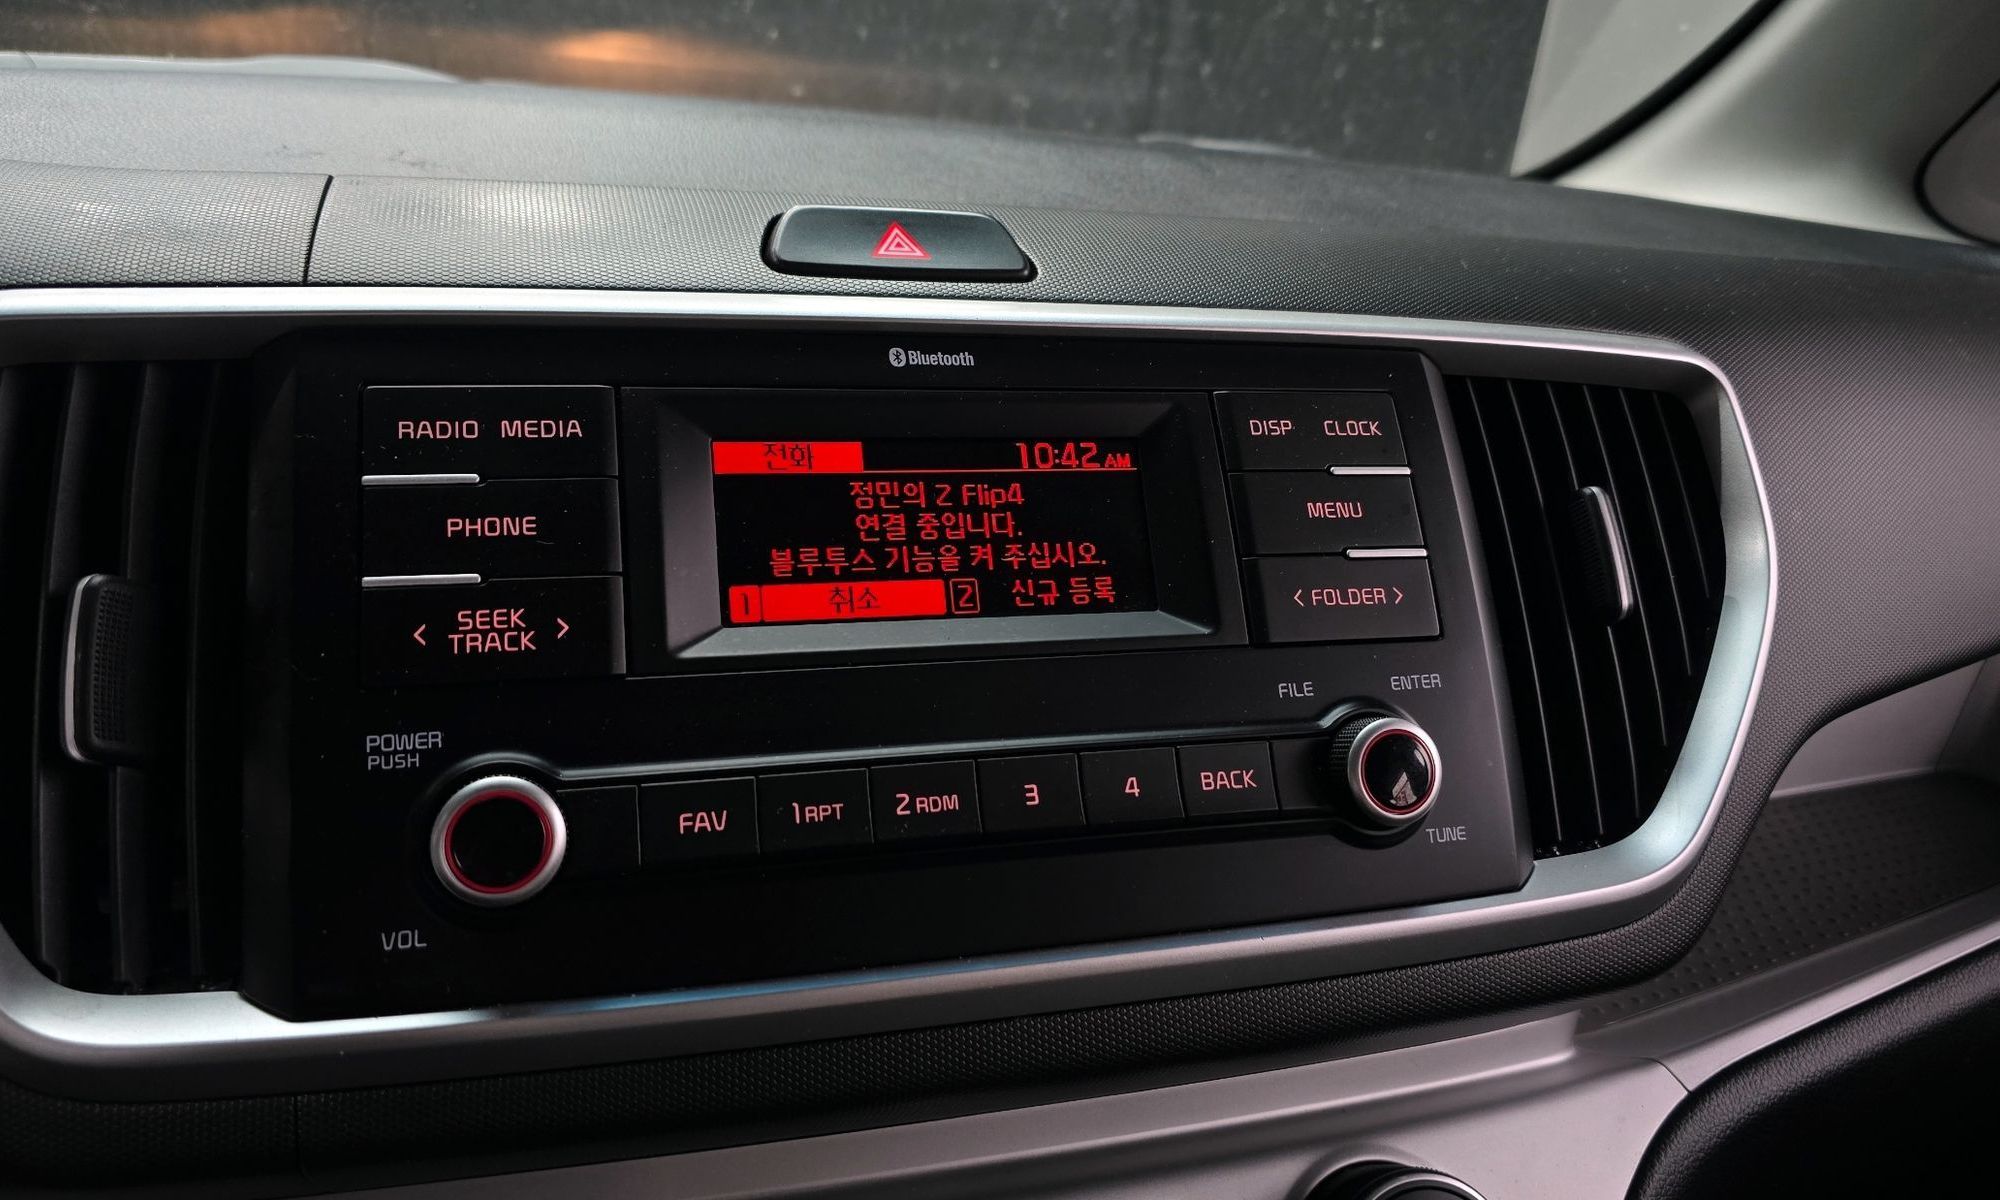 Bluetooth
RADIO MEDIA
DISP CLOCK
전화 10:42 AM
정민의 Z Flip4
연결 중입니다.
블루투스 기능을 켜 주십시오.
1 취소 2 신규 등록
PHONE
MENU
< SEEK TRACK >
< FOLDER >
POWER
PUSH
FILE
ENTER
FAV
1 RPT
2 RDM
3
4
BACK
TUNE
VOL